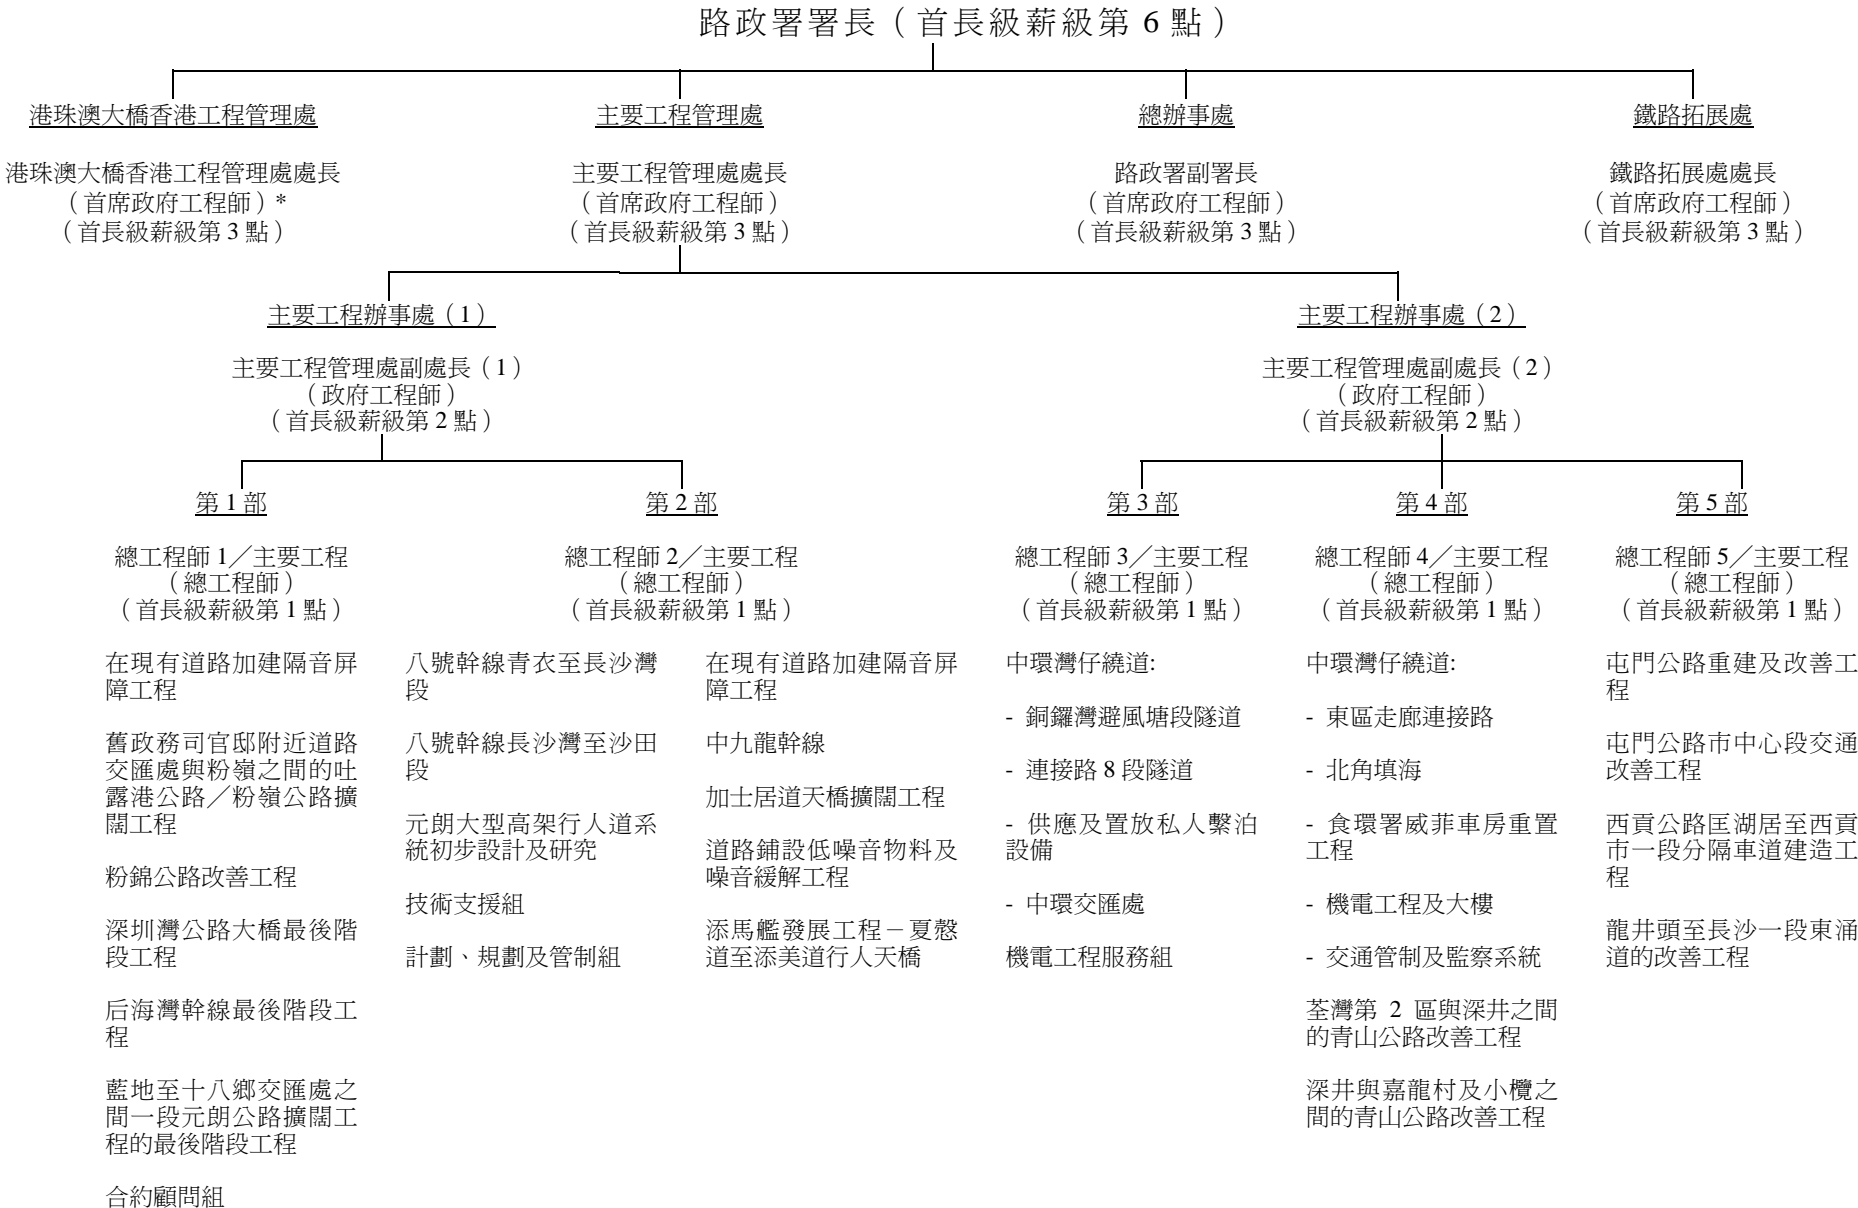 路政署署長（首長級薪級第 6 點）
港珠澳大橋香港工程管理處
港珠澳大橋香港工程管理處處長
（首席政府工程師）*
（首長級薪級第 3 點）
主要工程管理處
主要工程管理處處長
（首席政府工程師）
（首長級薪級第 3 點）
總辦事處
路政署副署長
（首席政府工程師）
（首長級薪級第 3 點）
鐵路拓展處
鐵路拓展處處長
（首席政府工程師）
（首長級薪級第 3 點）
主要工程辦事處（1）
主要工程管理處副處長（1）
（政府工程師）
（首長級薪級第 2 點）
主要工程辦事處（2）
主要工程管理處副處長（2）
（政府工程師）
（首長級薪級第 2 點）
第 1 部
總工程師 1／主要工程
（總工程師）
（首長級薪級第 1 點）
在現有道路加建隔音屏
障工程
舊政務司官邸附近道路
交匯處與粉嶺之間的吐
露港公路／粉嶺公路擴
闊工程
粉錦公路改善工程
深圳灣公路大橋最後階
段工程
后海灣幹線最後階段工
程
藍地至十八鄉交匯處之
間一段元朗公路擴闊工
程的最後階段工程
合約顧問組
第 2 部
總工程師 2／主要工程
（總工程師）
（首長級薪級第 1 點）
八號幹線青衣至長沙灣
段
八號幹線長沙灣至沙田
段
元朗大型高架行人道系
統初步設計及研究
技術支援組
計劃、規劃及管制組
在現有道路加建隔音屏
障工程
中九龍幹線
加士居道天橋擴闊工程
道路鋪設低噪音物料及
噪音緩解工程
添馬艦發展工程－夏慤
道至添美道行人天橋
第 3 部
總工程師 3／主要工程
（總工程師）
（首長級薪級第 1 點）
中環灣仔繞道:
- 銅鑼灣避風塘段隧道
- 連接路 8 段隧道
- 供應及置放私人繫泊
設備
- 中環交匯處
機電工程服務組
第 4 部
總工程師 4／主要工程
（總工程師）
（首長級薪級第 1 點）
中環灣仔繞道:
- 東區走廊連接路
- 北角填海
- 食環署威菲車房重置
工程
- 機電工程及大樓
- 交通管制及監察系統
荃灣第 2 區與深井之間
的青山公路改善工程
深井與嘉龍村及小欖之
間的青山公路改善工程
第 5 部
總工程師 5／主要工程
（總工程師）
（首長級薪級第 1 點）
屯門公路重建及改善工
程
屯門公路市中心段交通
改善工程
西貢公路匡湖居至西貢
市一段分隔車道建造工
程
龍井頭至長沙一段東涌
道的改善工程